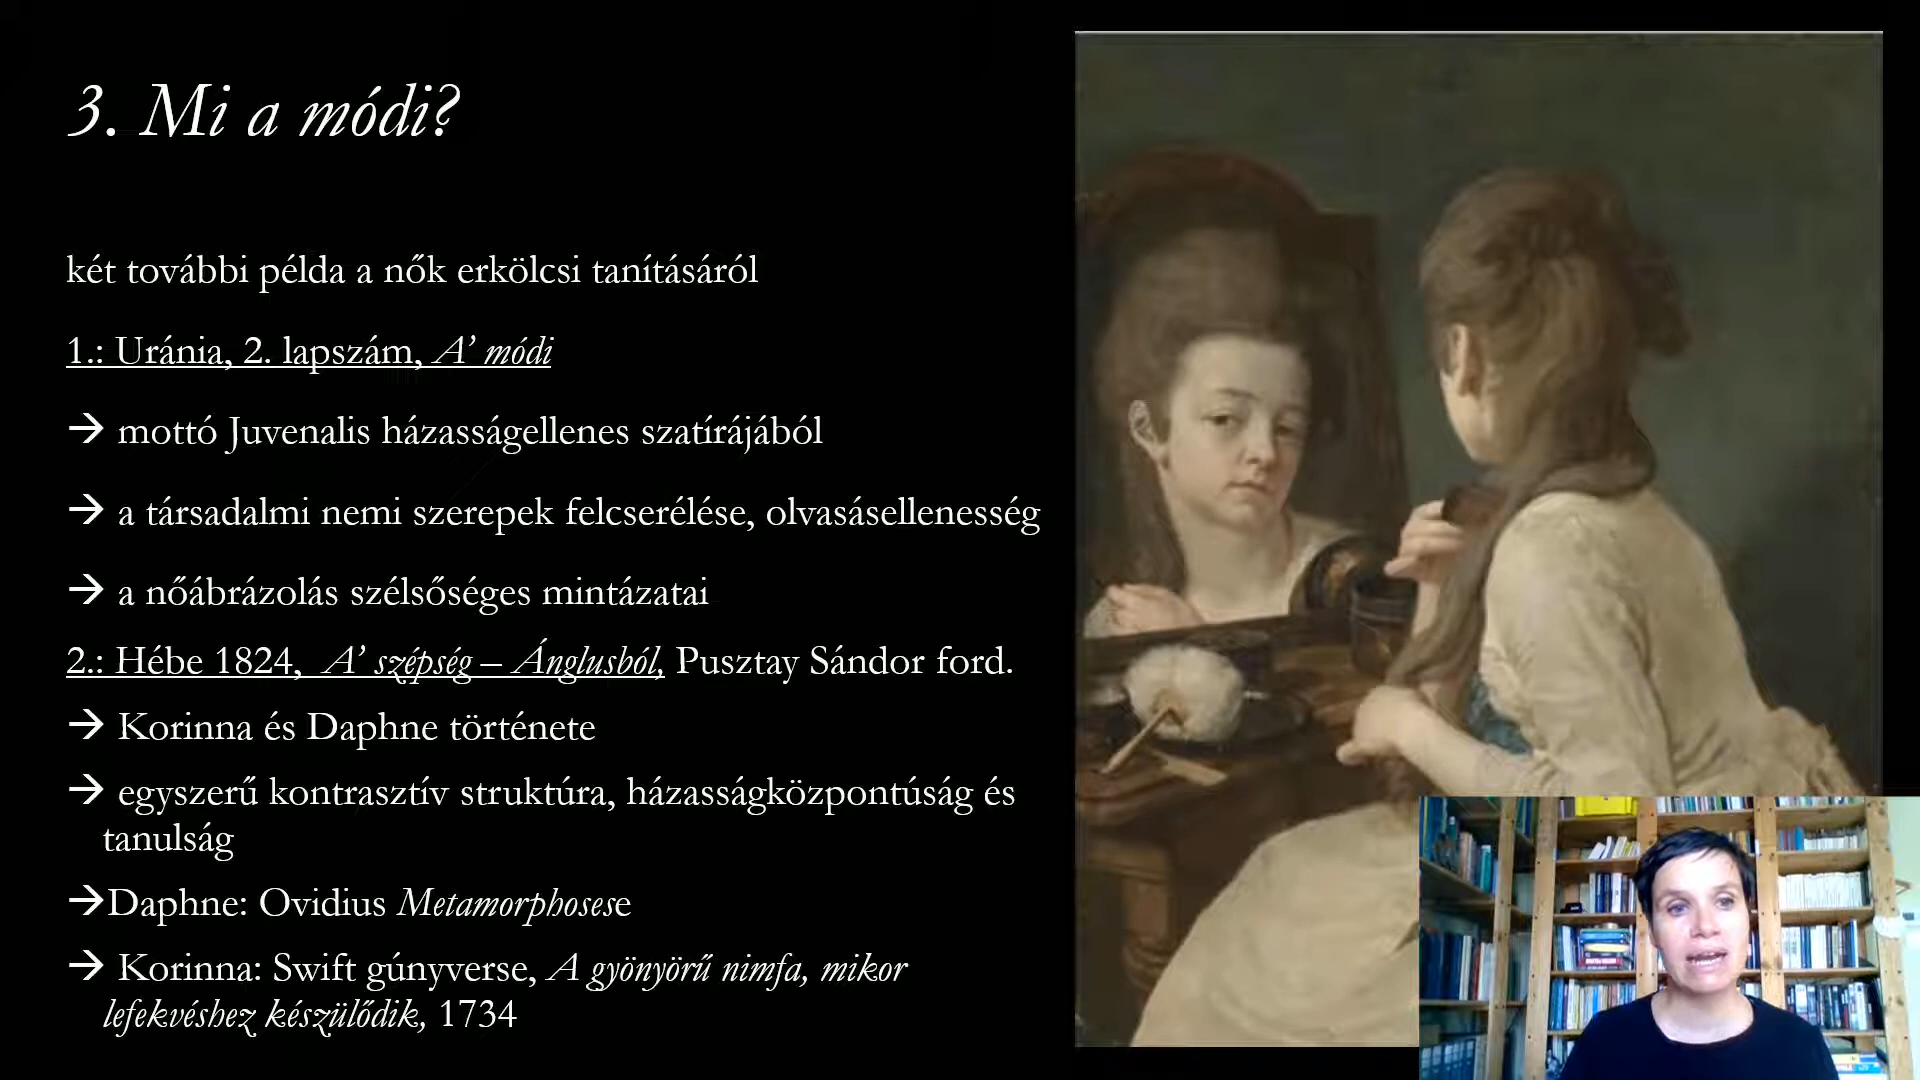 3. Mi a módi?
két további példa a nők erkölcsi tanításáról
1.: Uránia, 2. lapszám, A’ módi
→ mottó Juvenalis házasságellenes szatírájából
→ a társadalmi nemi szerepek felcserélése, olvasásellenesség
→ a nőábrázolás szélsőséges mintázatai
2.: Hébe 1824, A’ szépség – Ánglusból, Pusztay Sándor ford.
→ Korinna és Daphne története
→ egyszerű kontrasztív struktúra, házasságközpontúság és
tanulság
→Daphne: Ovidius Metamorphosese
→ Korinna: Swift gúnyverse, A gyönyörű nimfa, mikor
lefekvéshez készülődik, 1734